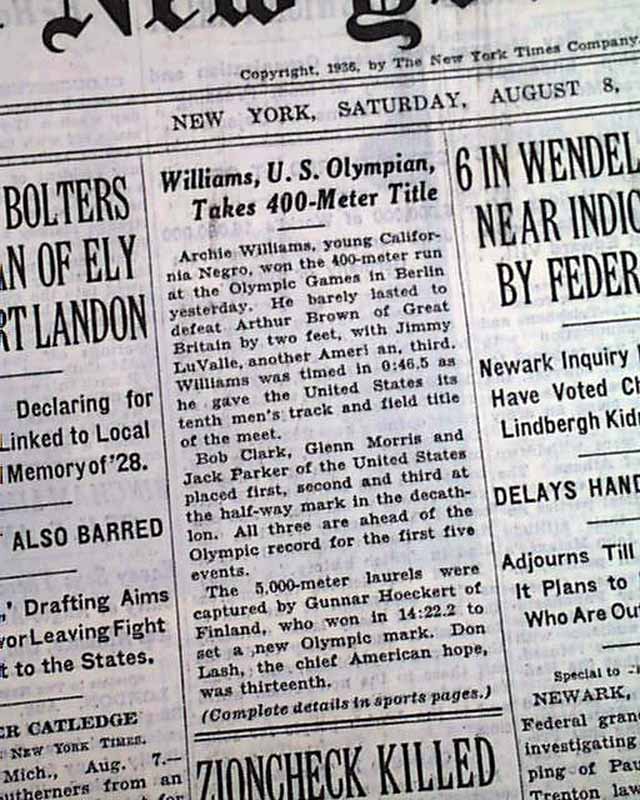 New Yo
Copyright, 1936, by The New York Times Company.
NEW YORK, SATURDAY, AUGUST 8,
BOLTERS
AN OF ELY
RT LANDON
Declaring for
Linked to Local
Memory of '28.
ALSO BARRED
,' Drafting Aims
vor Leaving Fight
t to the States.
ER CATLEDGE
NEW YORK TIMES.
Mich., Aug. 7.—
utherners from an
Williams, U. S. Olympian,
Takes 400-Meter Title
Archie Williams, young Califor-
nia Negro, won the 400-meter run
at the Olympic Games in Berlin
yesterday. He barely lasted to
defeat Arthur Brown of Great
Britain by two feet, with Jimmy
LuValle, another Ameri an, third.
Williams was timed in 0:46.5 as
he gave the United States its
tenth men's track and field title
of the meet.
Bob Clark, Glenn Morris and
Jack Parker of the United States
placed first, second and third at
the half-way mark in the decath-
lon. All three are ahead of the
Olympic record for the first five
events.
The 5,000-meter laurels were
captured by Gunnar Hoeckert of
Finland, who won in 14:22.2 to
set a new Olympic mark. Don
Lash, the chief American hope,
was thirteenth.
(Complete details in sports pages.)
ZIONCHECK KILLED
6 IN WENDEL
NEAR INDIC
BY FEDER
Newark Inquiry
Have Voted Ch
Lindbergh Kid
DELAYS HAND
Adjourns Till
It Plans to
Who Are Ou
Special to
NEWARK,
Federal gran
investigating
ping of Pau
Trenton law